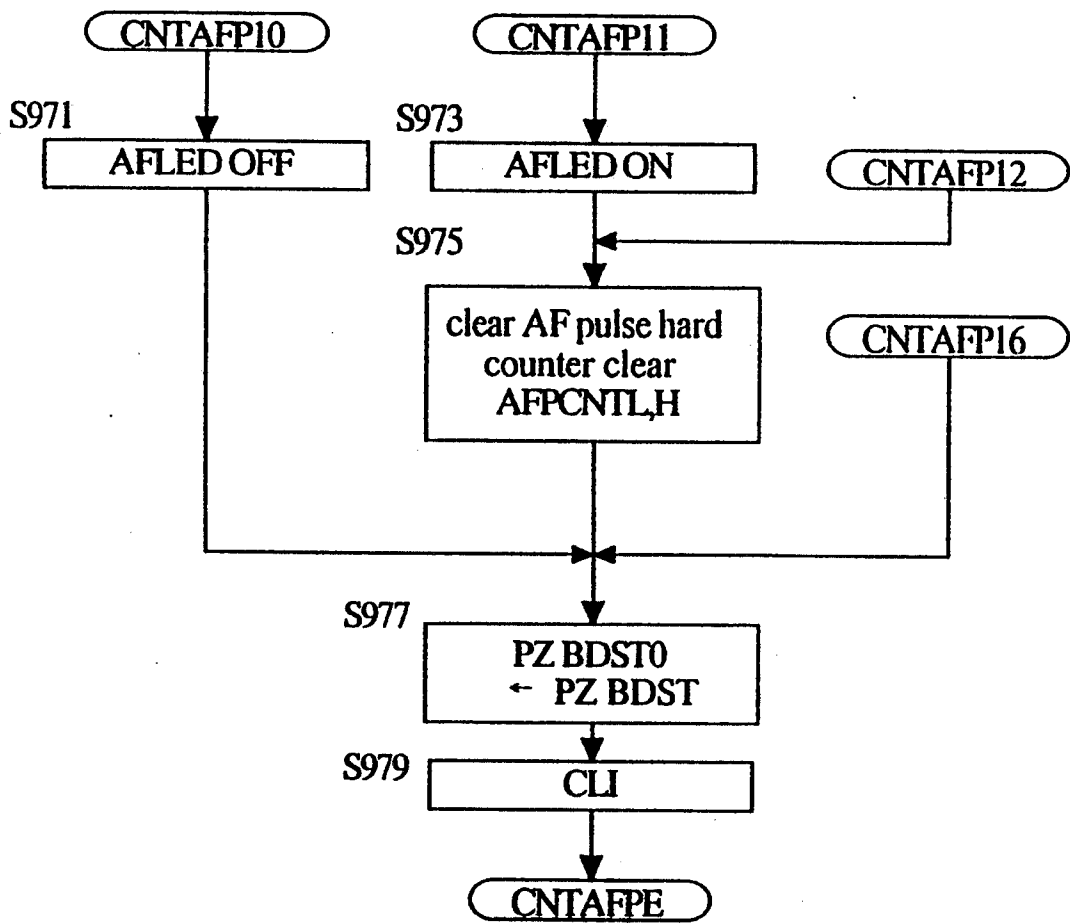 CNTAFP10
CNTAFP11
S971
S973
AFLED OFF
AFLED ON
CNTAFP12
S975
clear AF pulse hard
counter clear
AFPCNTL,H
CNTAFP16
S977
PZ BDST0
← PZ BDST
S979
CLI
CNTAFPE